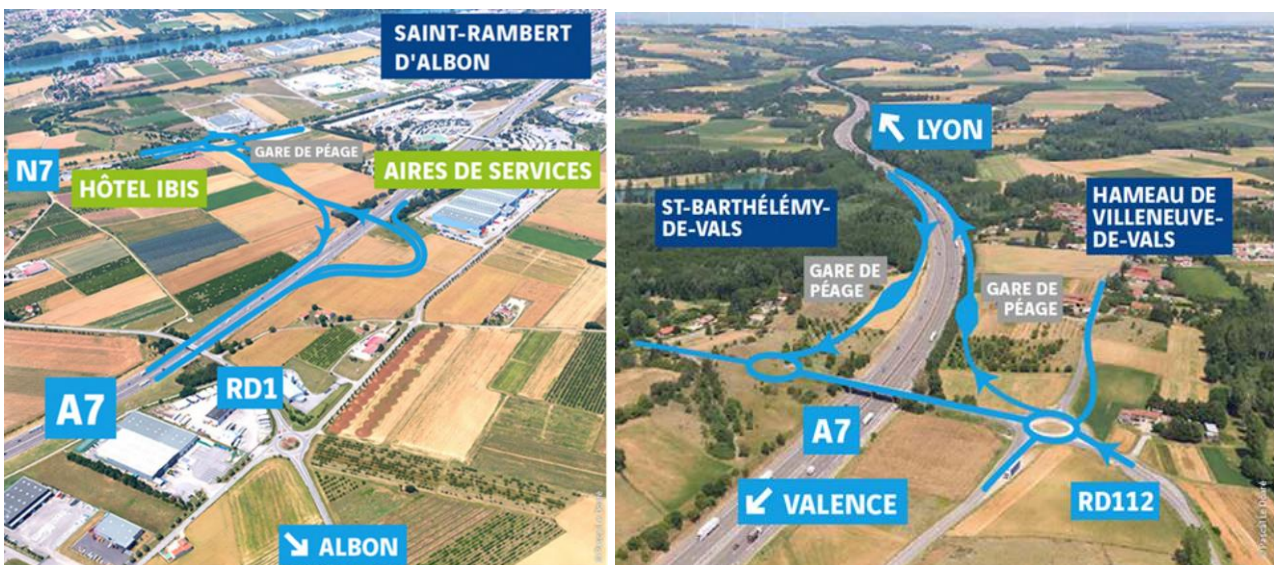 SAINT-RAMBERT
D'ALBON
GARE DE PÉAGE
N7
HÔTEL IBIS
AIRES DE SERVICES
A7
RD1
ALBON
LYON
ST-BARTHÉLÉMY-
DE-VALS
HAMEAU DE
VILLENEUVE-
DE-VALS
GARE DE
PÉAGE
GARE DE
PÉAGE
A7
VALENCE
RD112